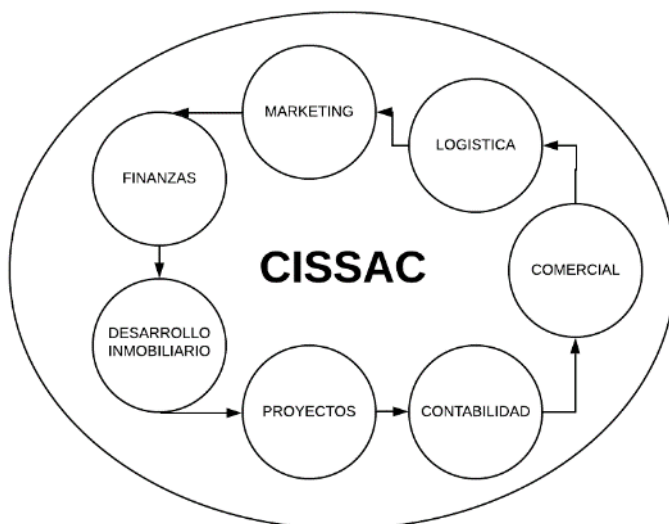 MARKETING
LOGISTICA
FINANZAS
CISSAC
COMERCIAL
DESARROLLO
INMOBILIARIO
PROYECTOS
CONTABILIDAD